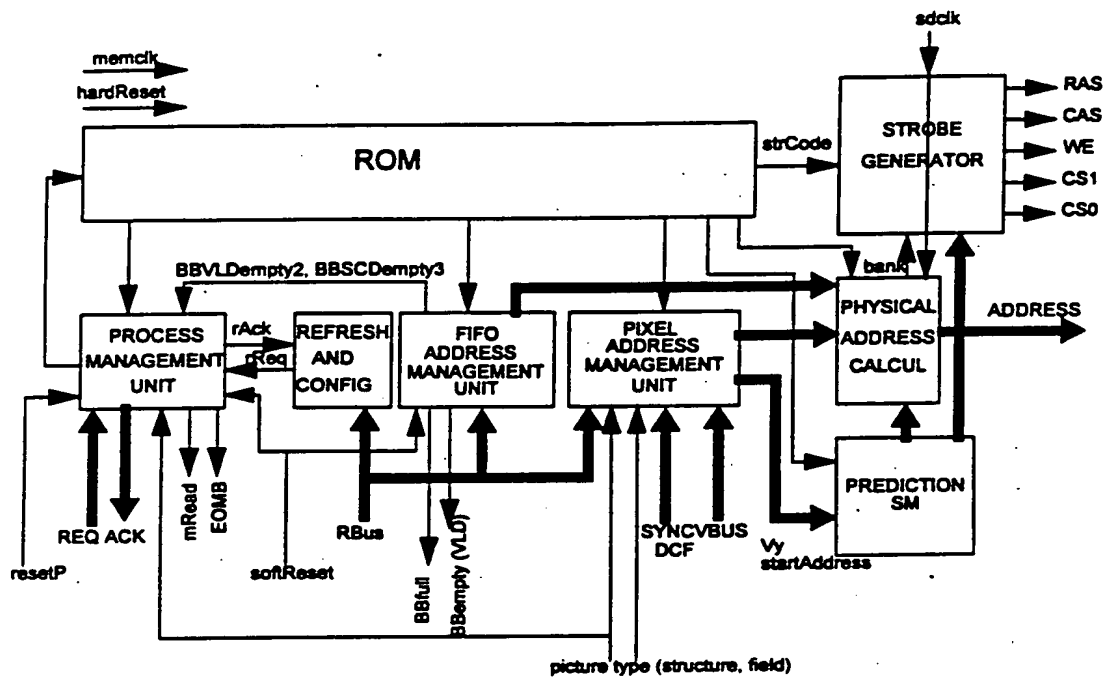 sdclk
memclk
hardReset
ROM
strCode
STROBE
GENERATOR
RAS
CAS
WE
CS1
CS0
BBVLDempty2, BBSCDempty3
bank
PROCESS
MANAGEMENT
UNIT
rAck
rReq
REFRESH
AND
CONFIG
FIFO
ADDRESS
MANAGEMENT
UNIT
PIXEL
ADDRESS
MANAGEMENT
UNIT
PHYSICAL
ADDRESS
CALCUL
ADDRESS
PREDICTION
SM
REQ ACK
mRead
EOMB
RBus
BBfull
BBempty (VLD)
SYNCVBUS
DCF
Vy
startAddress
resetP
softReset
picture type (structure, field)